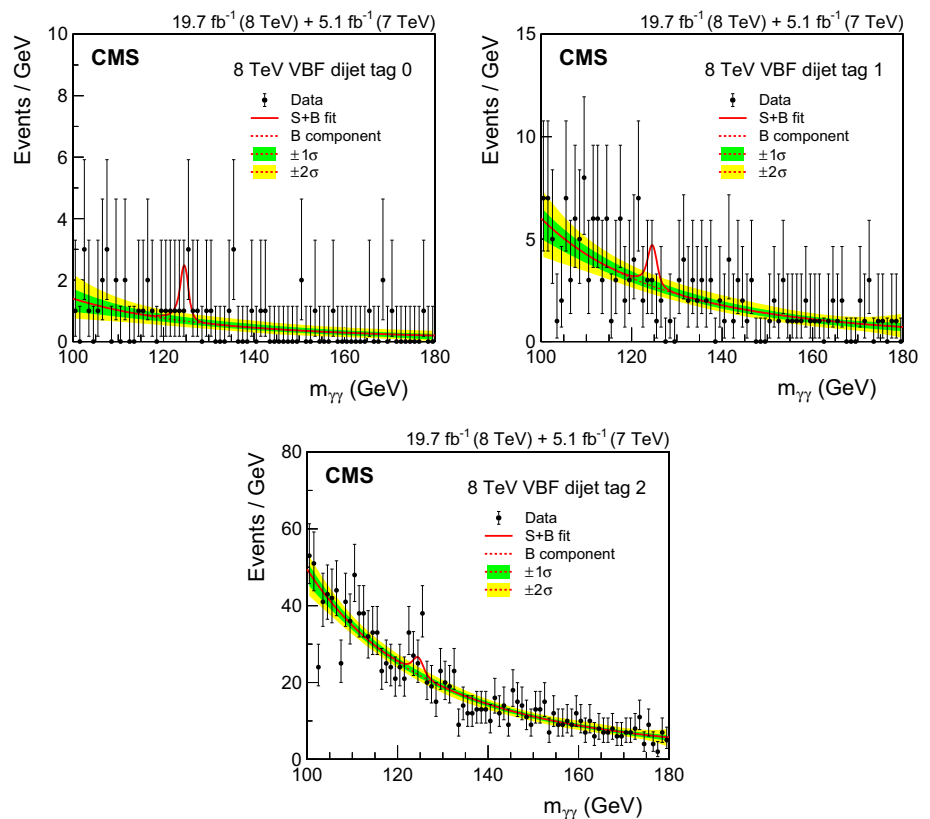 19.7 fb⁻¹ (8 TeV) + 5.1 fb⁻¹ (7 TeV)
CMS
8 TeV VBF dijet tag 0
Data
S+B fit
B component
±1σ
±2σ
Events / GeV
10
8
6
4
2
0
100 120 140 160 180
mγγ (GeV)
19.7 fb⁻¹ (8 TeV) + 5.1 fb⁻¹ (7 TeV)
CMS
8 TeV VBF dijet tag 1
Data
S+B fit
B component
±1σ
±2σ
Events / GeV
15
10
5
0
100 120 140 160 180
mγγ (GeV)
19.7 fb⁻¹ (8 TeV) + 5.1 fb⁻¹ (7 TeV)
CMS
8 TeV VBF dijet tag 2
Data
S+B fit
B component
±1σ
±2σ
Events / GeV
80
60
40
20
0
100 120 140 160 180
mγγ (GeV)